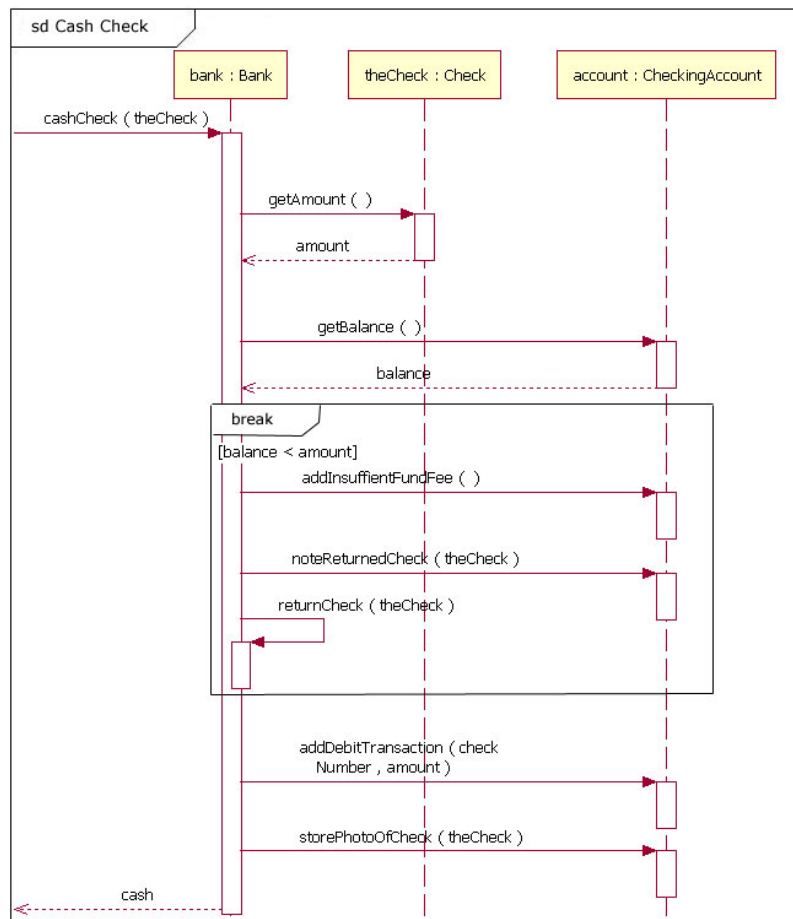 sd Cash Check
bank : Bank
theCheck : Check
account : CheckingAccount
cashCheck ( theCheck )
getAmount ( )
amount
getBalance ( )
balance
break
[balance < amount]
addInsuffientFundFee ( )
noteReturnedCheck ( theCheck )
returnCheck ( theCheck )
addDebitTransaction ( check
Number , amount )
storePhotoOfCheck ( theCheck )
cash